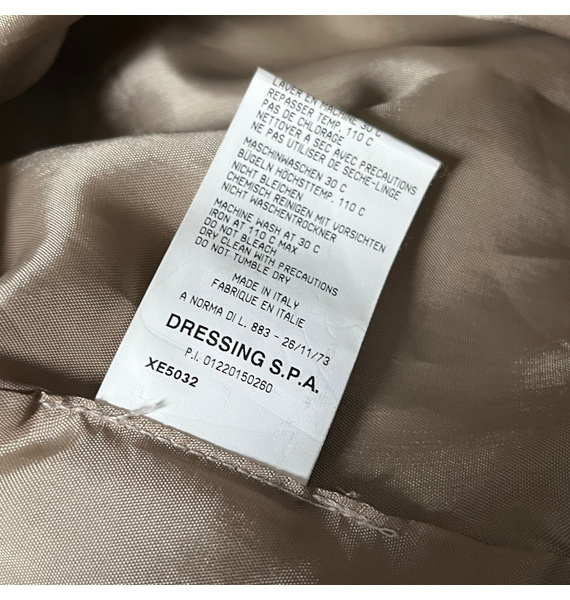 LAVER EN MACHINE 30 C
REPASSER TEMP. 110 C
PAS DE CHLORAGE
NETTOYER A SEC AVEC PRECAUTIONS
NE PAS UTILISER DE SECHE-LINGE
MASCHINWASCHEN 30 C
BUGELN HOCHSTTEMP. 110 C
NICHT BLEICHEN
CHEMISCH REINIGEN MIT VORSICHTEN
NICHT WASCHENTROCKNER
MACHINE WASH AT 30 C
IRON AT 110 C MAX
DO NOT BLEACH
DRY CLEAN WITH PRECAUTIONS
DO NOT TUMBLE DRY
MADE IN ITALY
FABRIQUE EN ITALIE
A NORMA DI L. 883 - 26/11/73
DRESSING S.P.A.
P.I. 01220150260
XE5032